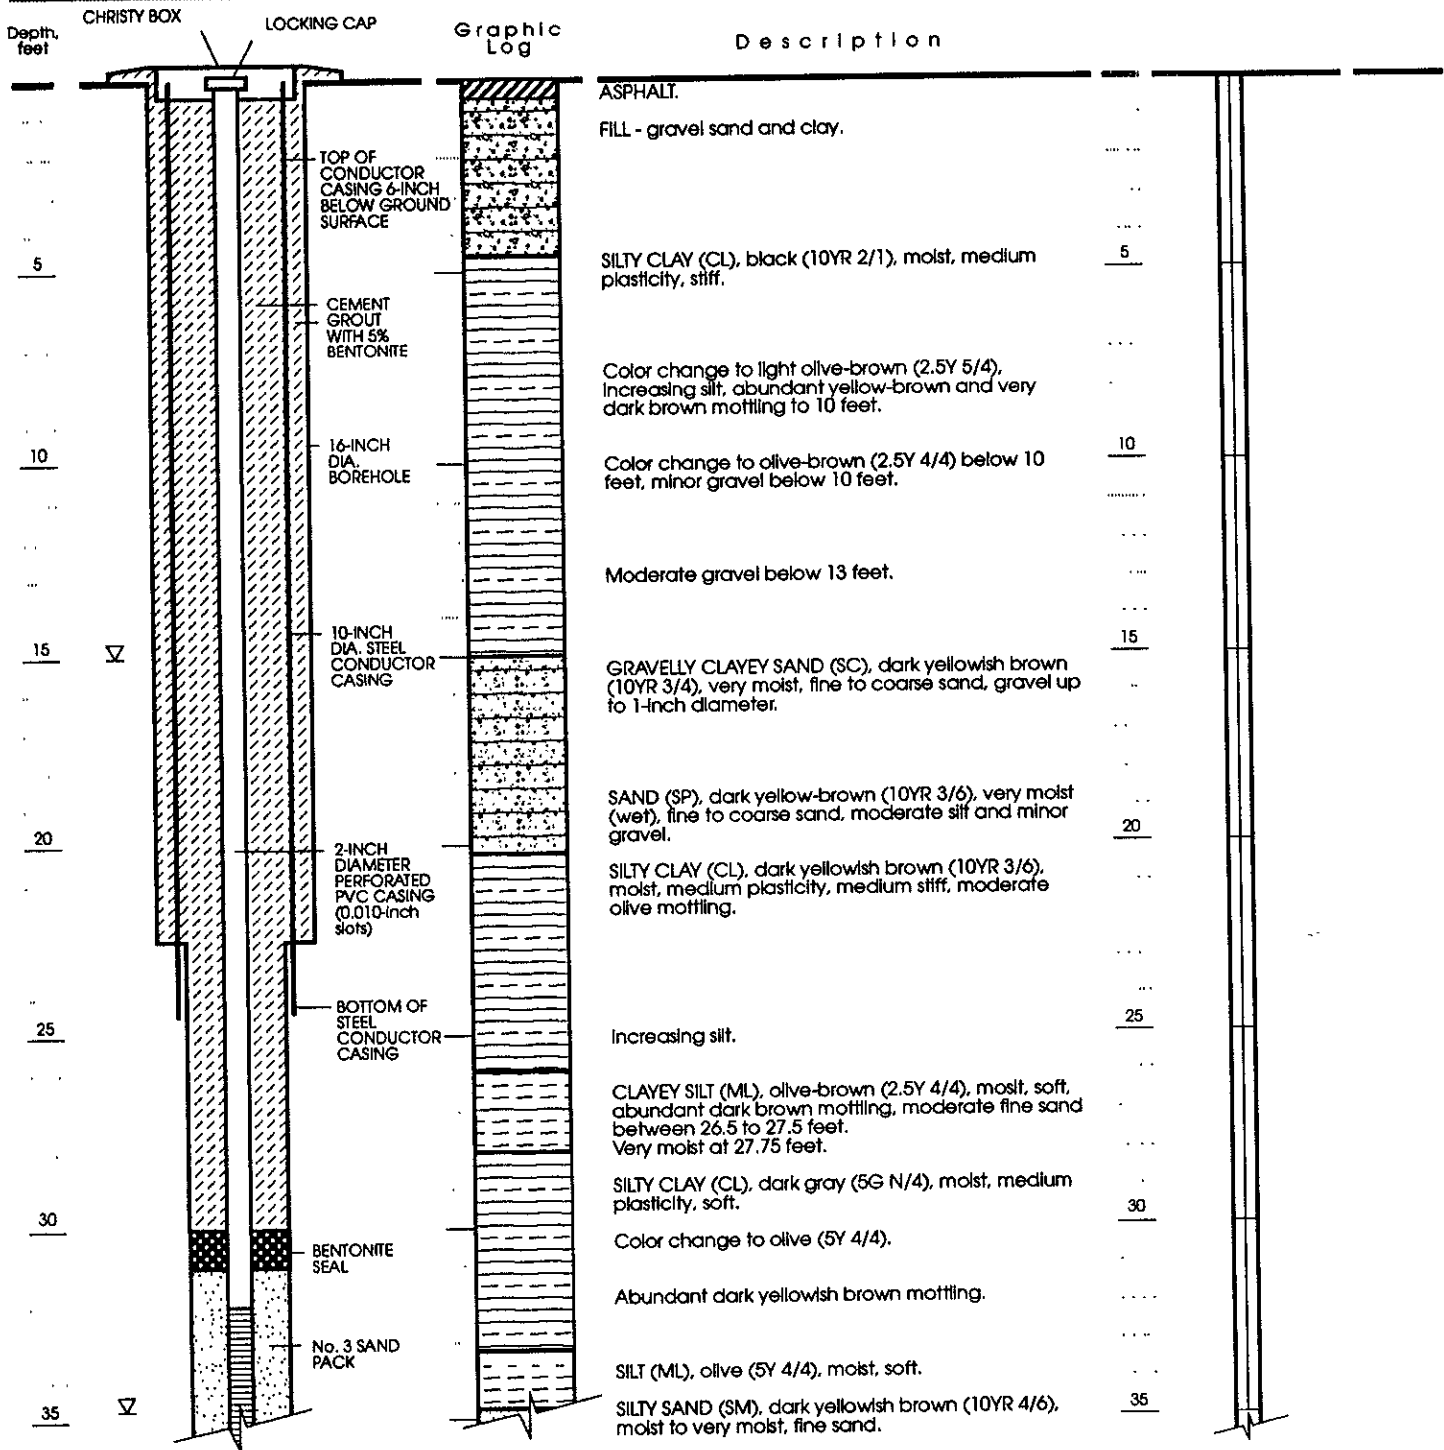 CHRISTY BOX
LOCKING CAP
Depth, feet
Graphic Log
Description
TOP OF
CONDUCTOR
CASING 6-INCH
BELOW GROUND
SURFACE
CEMENT
GROUT
WITH 5%
BENTONITE
16-INCH
DIA.
BOREHOLE
10-INCH
DIA. STEEL
CONDUCTOR
CASING
2-INCH
DIAMETER
PERFORATED
PVC CASING
(0.010-inch
slots)
BOTTOM OF
STEEL
CONDUCTOR
CASING
BENTONITE
SEAL
No. 3 SAND
PACK
5
10
15
20
25
30
35
ASPHALT.
FILL - gravel sand and clay.
SILTY CLAY (CL), black (10YR 2/1), moist, medium
plasticity, stiff.
Color change to light olive-brown (2.5Y 5/4),
increasing silt, abundant yellow-brown and very
dark brown mottling to 10 feet.
Color change to olive-brown (2.5Y 4/4) below 10
feet, minor gravel below 10 feet.
Moderate gravel below 13 feet.
GRAVELLY CLAYEY SAND (SC), dark yellowish brown
(10YR 3/4), very moist, fine to coarse sand, gravel up
to 1-inch diameter.
SAND (SP), dark yellow-brown (10YR 3/6), very moist
(wet), fine to coarse sand, moderate silt and minor
gravel.
SILTY CLAY (CL), dark yellowish brown (10YR 3/6),
moist, medium plasticity, medium stiff, moderate
olive mottling.
Increasing silt.
CLAYEY SILT (ML), olive-brown (2.5Y 4/4), mosit, soft,
abundant dark brown mottling, moderate fine sand
between 26.5 to 27.5 feet.
Very moist at 27.75 feet.
SILTY CLAY (CL), dark gray (5G N/4), moist, medium
plasticity, soft.
Color change to olive (5Y 4/4).
Abundant dark yellowish brown mottling.
SILT (ML), olive (5Y 4/4), moist, soft.
SILTY SAND (SM), dark yellowish brown (10YR 4/6),
moist to very moist, fine sand.
5
10
15
20
25
30
35